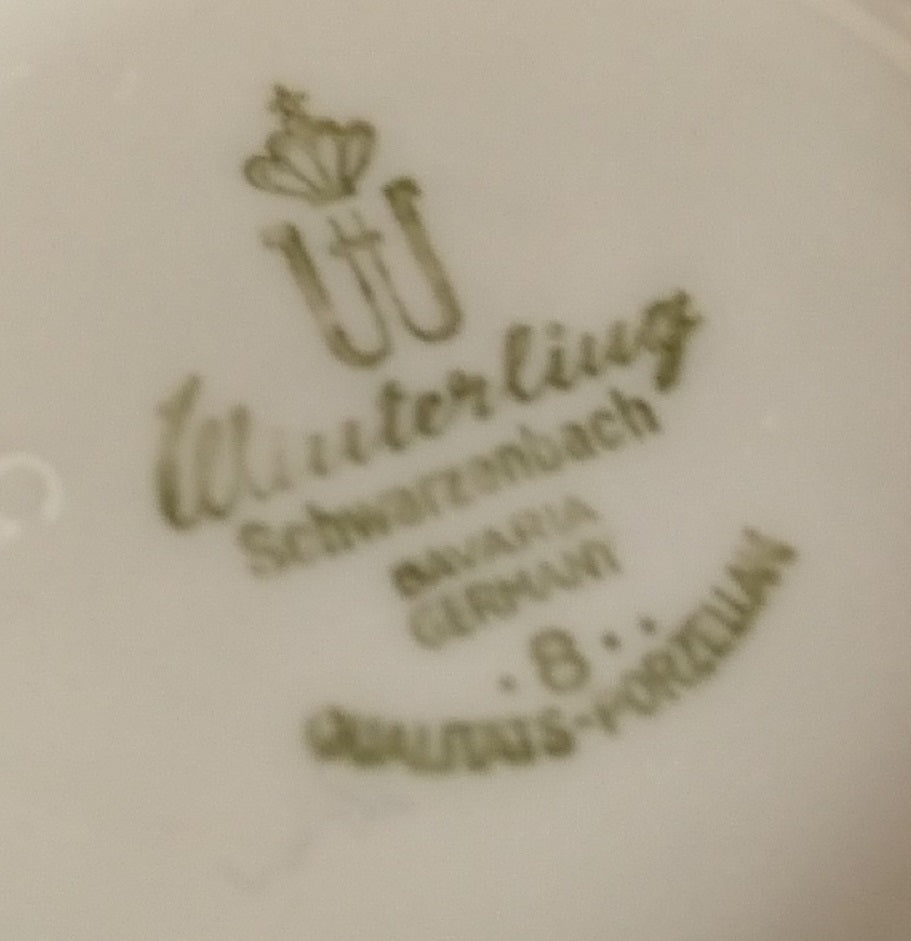 W
Winterling
Schwarzenbach
BAVARIA
GERMANY
· 8 · ·
QUALITÄTS-PORZELLAN